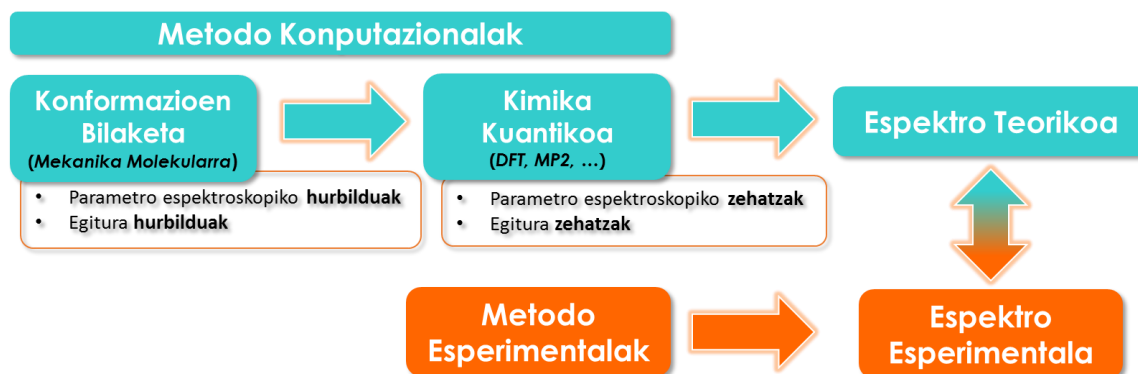 Metodo Konputazionalak
Konformazioen
Bilaketa
(Mekanika Molekularra)
• Parametro espektroskopiko hurbilduak
• Egitura hurbilduak
Kimika
Kuantikoa
(DFT, MP2, ...)
• Parametro espektroskopiko zehatzak
• Egitura zehatzak
Espektro Teorikoa
Metodo
Esperimentalak
Espektro
Esperimentala